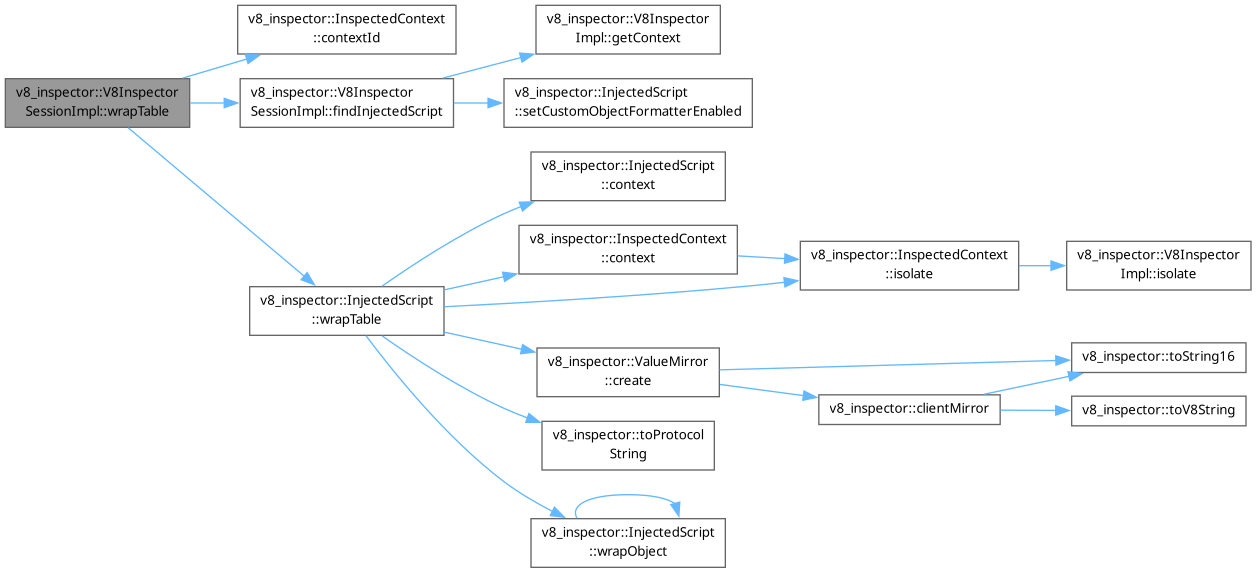 v8_inspector::InspectedContext
::contextId
v8_inspector::V8Inspector
Impl::getContext
v8_inspector::V8Inspector
SessionImpl::wrapTable
v8_inspector::V8Inspector
SessionImpl::findInjectedScript
v8_inspector::InjectedScript
::setCustomObjectFormatterEnabled
v8_inspector::InjectedScript
::context
v8_inspector::InspectedContext
::context
v8_inspector::InspectedContext
::isolate
v8_inspector::V8Inspector
Impl::isolate
v8_inspector::InjectedScript
::wrapTable
v8_inspector::ValueMirror
::create
v8_inspector::toString16
v8_inspector::clientMirror
v8_inspector::toV8String
v8_inspector::toProtocol
String
v8_inspector::InjectedScript
::wrapObject